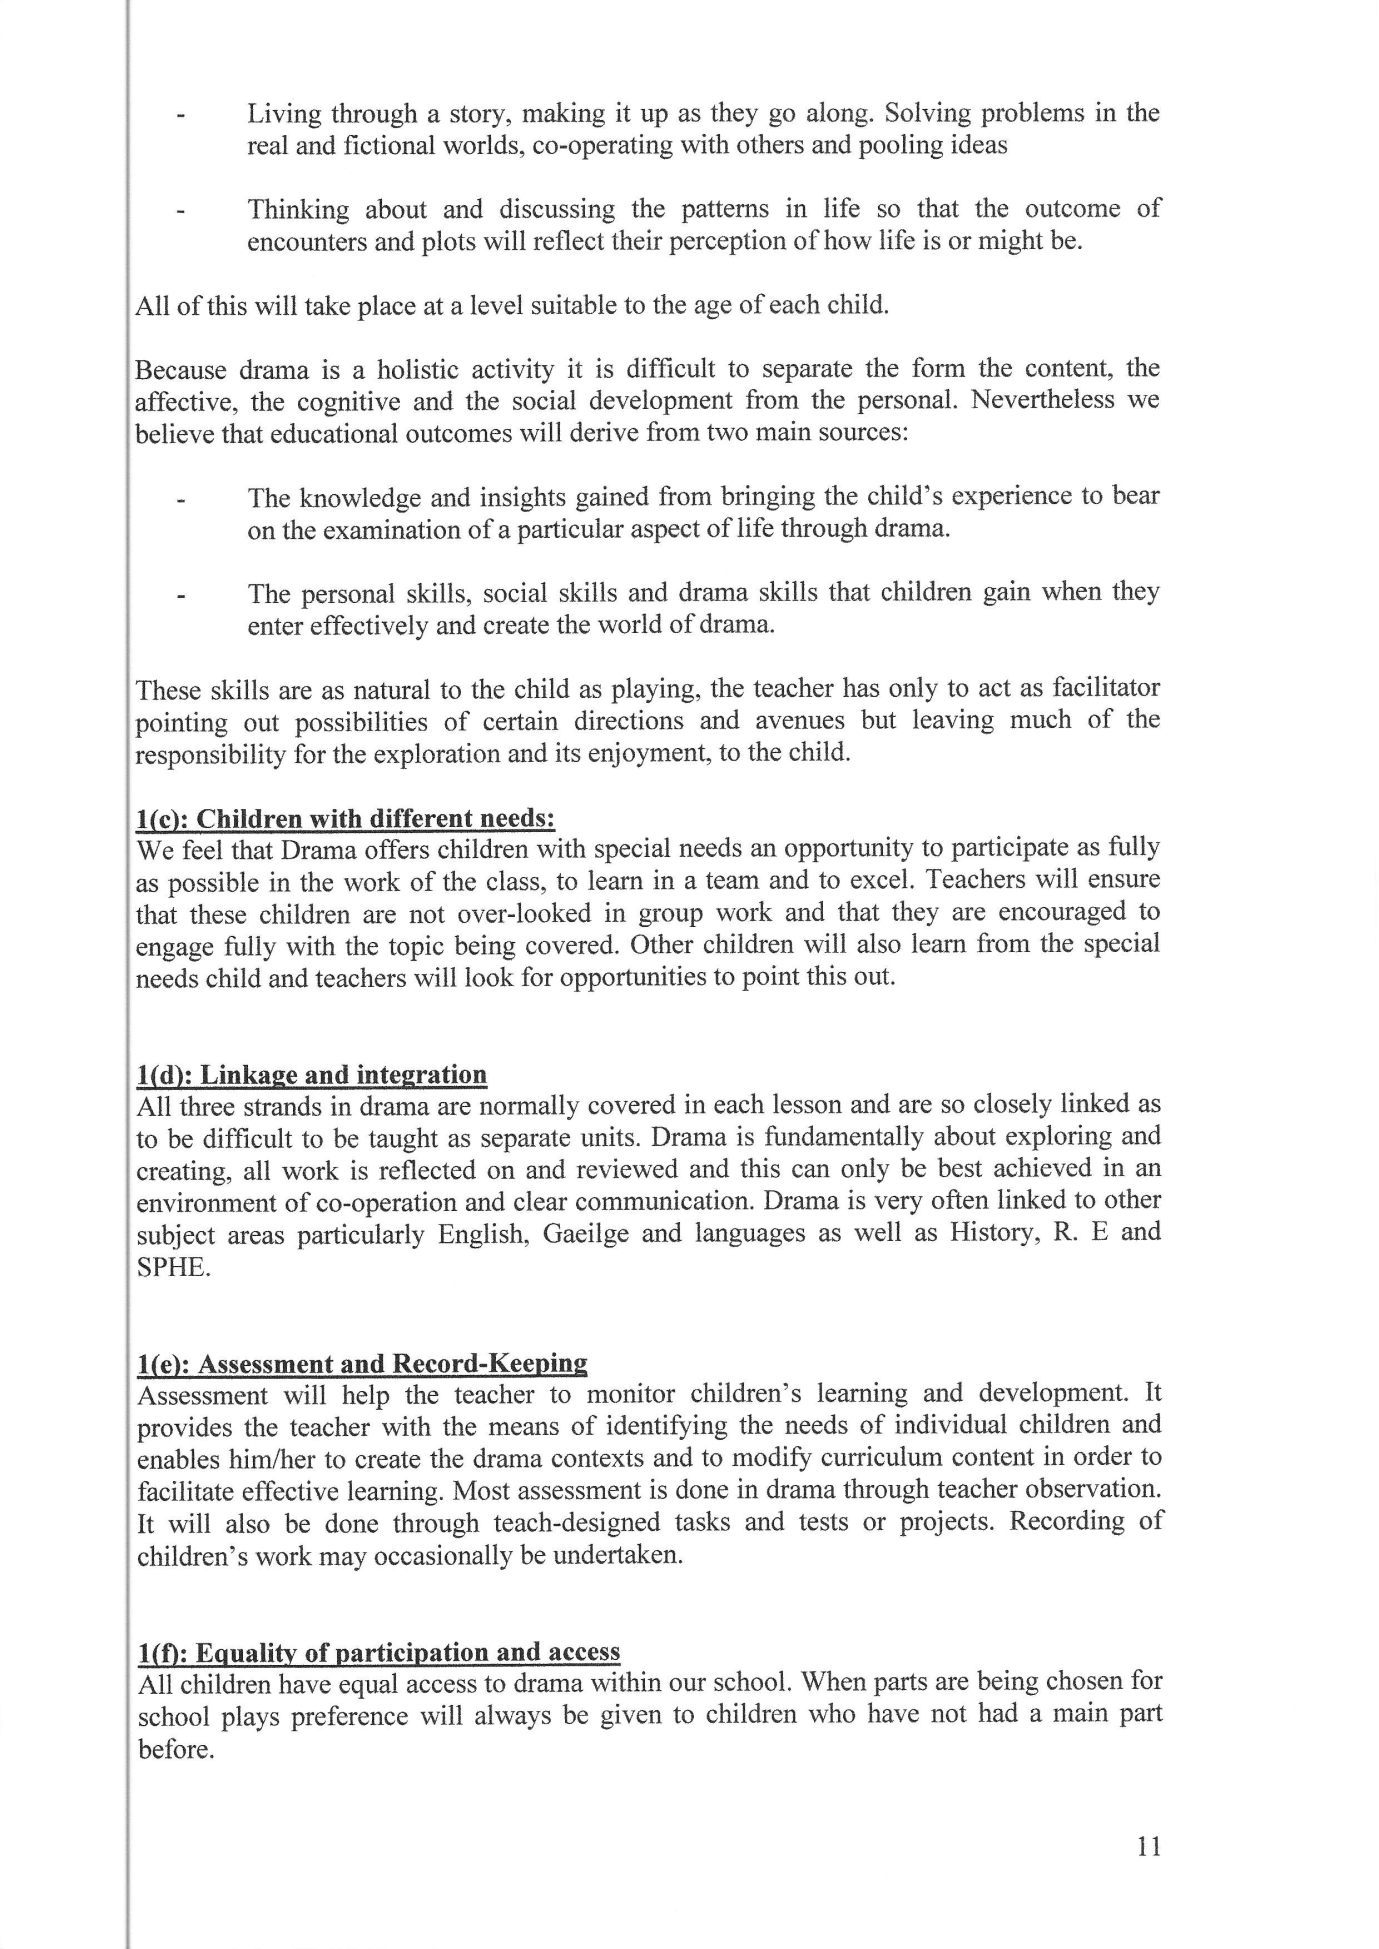 - Living through a story, making it up as they go along. Solving problems in the
real and fictional worlds, co-operating with others and pooling ideas
- Thinking about and discussing the patterns in life so that the outcome of
encounters and plots will reflect their perception of how life is or might be.
All of this will take place at a level suitable to the age of each child.
Because drama is a holistic activity it is difficult to separate the form the content, the
affective, the cognitive and the social development from the personal. Nevertheless we
believe that educational outcomes will derive from two main sources:
- The knowledge and insights gained from bringing the child’s experience to bear
on the examination of a particular aspect of life through drama.
- The personal skills, social skills and drama skills that children gain when they
enter effectively and create the world of drama.
These skills are as natural to the child as playing, the teacher has only to act as facilitator
pointing out possibilities of certain directions and avenues but leaving much of the
responsibility for the exploration and its enjoyment, to the child.
1(c): Children with different needs:
We feel that Drama offers children with special needs an opportunity to participate as fully
as possible in the work of the class, to learn in a team and to excel. Teachers will ensure
that these children are not over-looked in group work and that they are encouraged to
engage fully with the topic being covered. Other children will also learn from the special
needs child and teachers will look for opportunities to point this out.
1(d): Linkage and integration
All three strands in drama are normally covered in each lesson and are so closely linked as
to be difficult to be taught as separate units. Drama is fundamentally about exploring and
creating, all work is reflected on and reviewed and this can only be best achieved in an
environment of co-operation and clear communication. Drama is very often linked to other
subject areas particularly English, Gaeilge and languages as well as History, R. E and
SPHE.
1(e): Assessment and Record-Keeping
Assessment will help the teacher to monitor children’s learning and development. It
provides the teacher with the means of identifying the needs of individual children and
enables him/her to create the drama contexts and to modify curriculum content in order to
facilitate effective learning. Most assessment is done in drama through teacher observation.
It will also be done through teach-designed tasks and tests or projects. Recording of
children’s work may occasionally be undertaken.
1(f): Equality of participation and access
All children have equal access to drama within our school. When parts are being chosen for
school plays preference will always be given to children who have not had a main part
before.
11